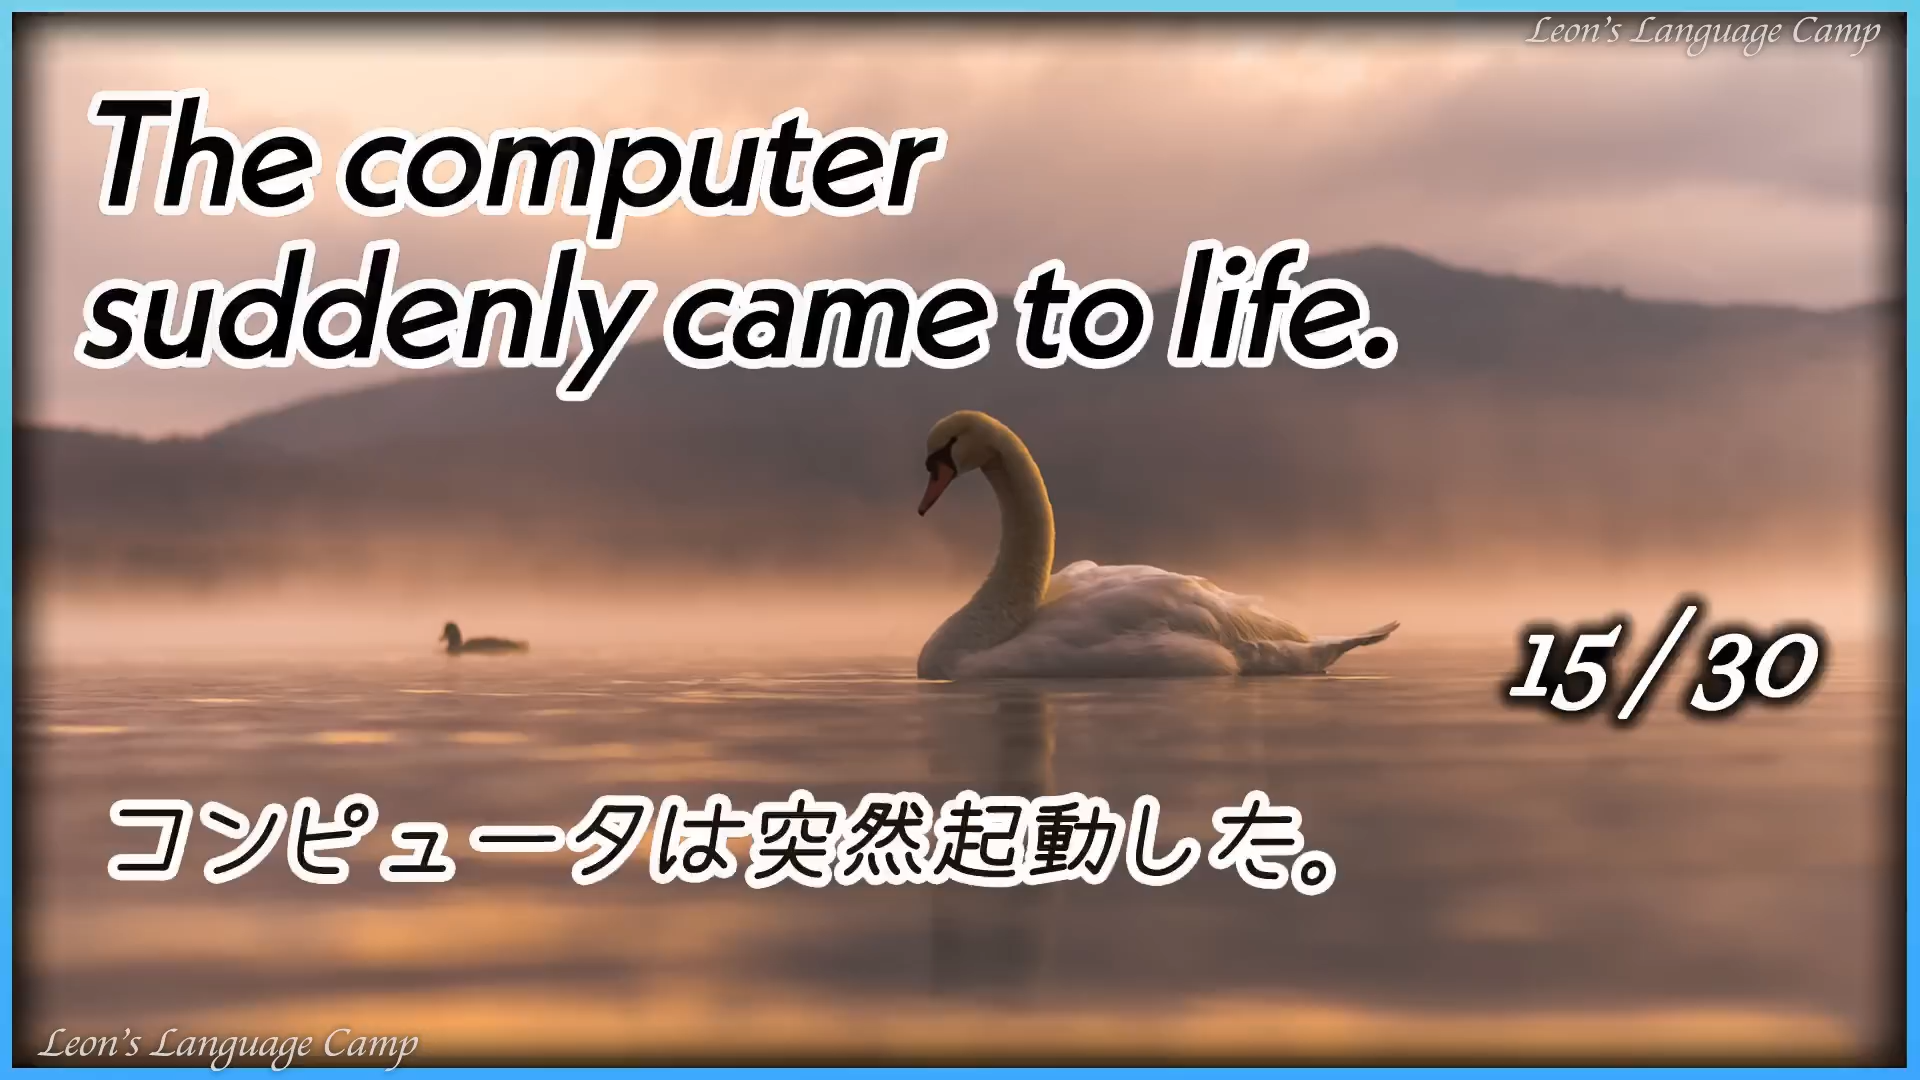 Leon's Language Camp
The computer
suddenly came to life.
15/30
コンピュータは突然起動した。
Leon's Language Camp